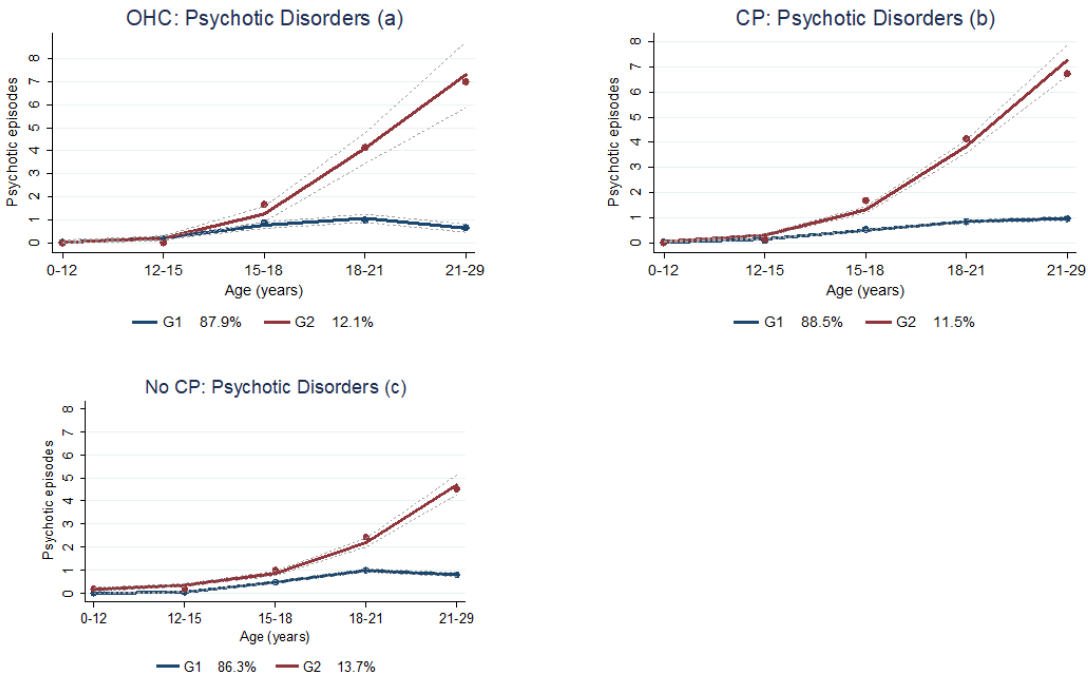 OHC: Psychotic Disorders (a)
Psychotic episodes
8
7
6
5
4
3
2
1
0
0-12 12-15 15-18 18-21 21-29
Age (years)
G1 87.9% G2 12.1%
CP: Psychotic Disorders (b)
Psychotic episodes
8
7
6
5
4
3
2
1
0
0-12 12-15 15-18 18-21 21-29
Age (years)
G1 88.5% G2 11.5%
No CP: Psychotic Disorders (c)
Psychotic episodes
8
7
6
5
4
3
2
1
0
0-12 12-15 15-18 18-21 21-29
Age (years)
G1 86.3% G2 13.7%